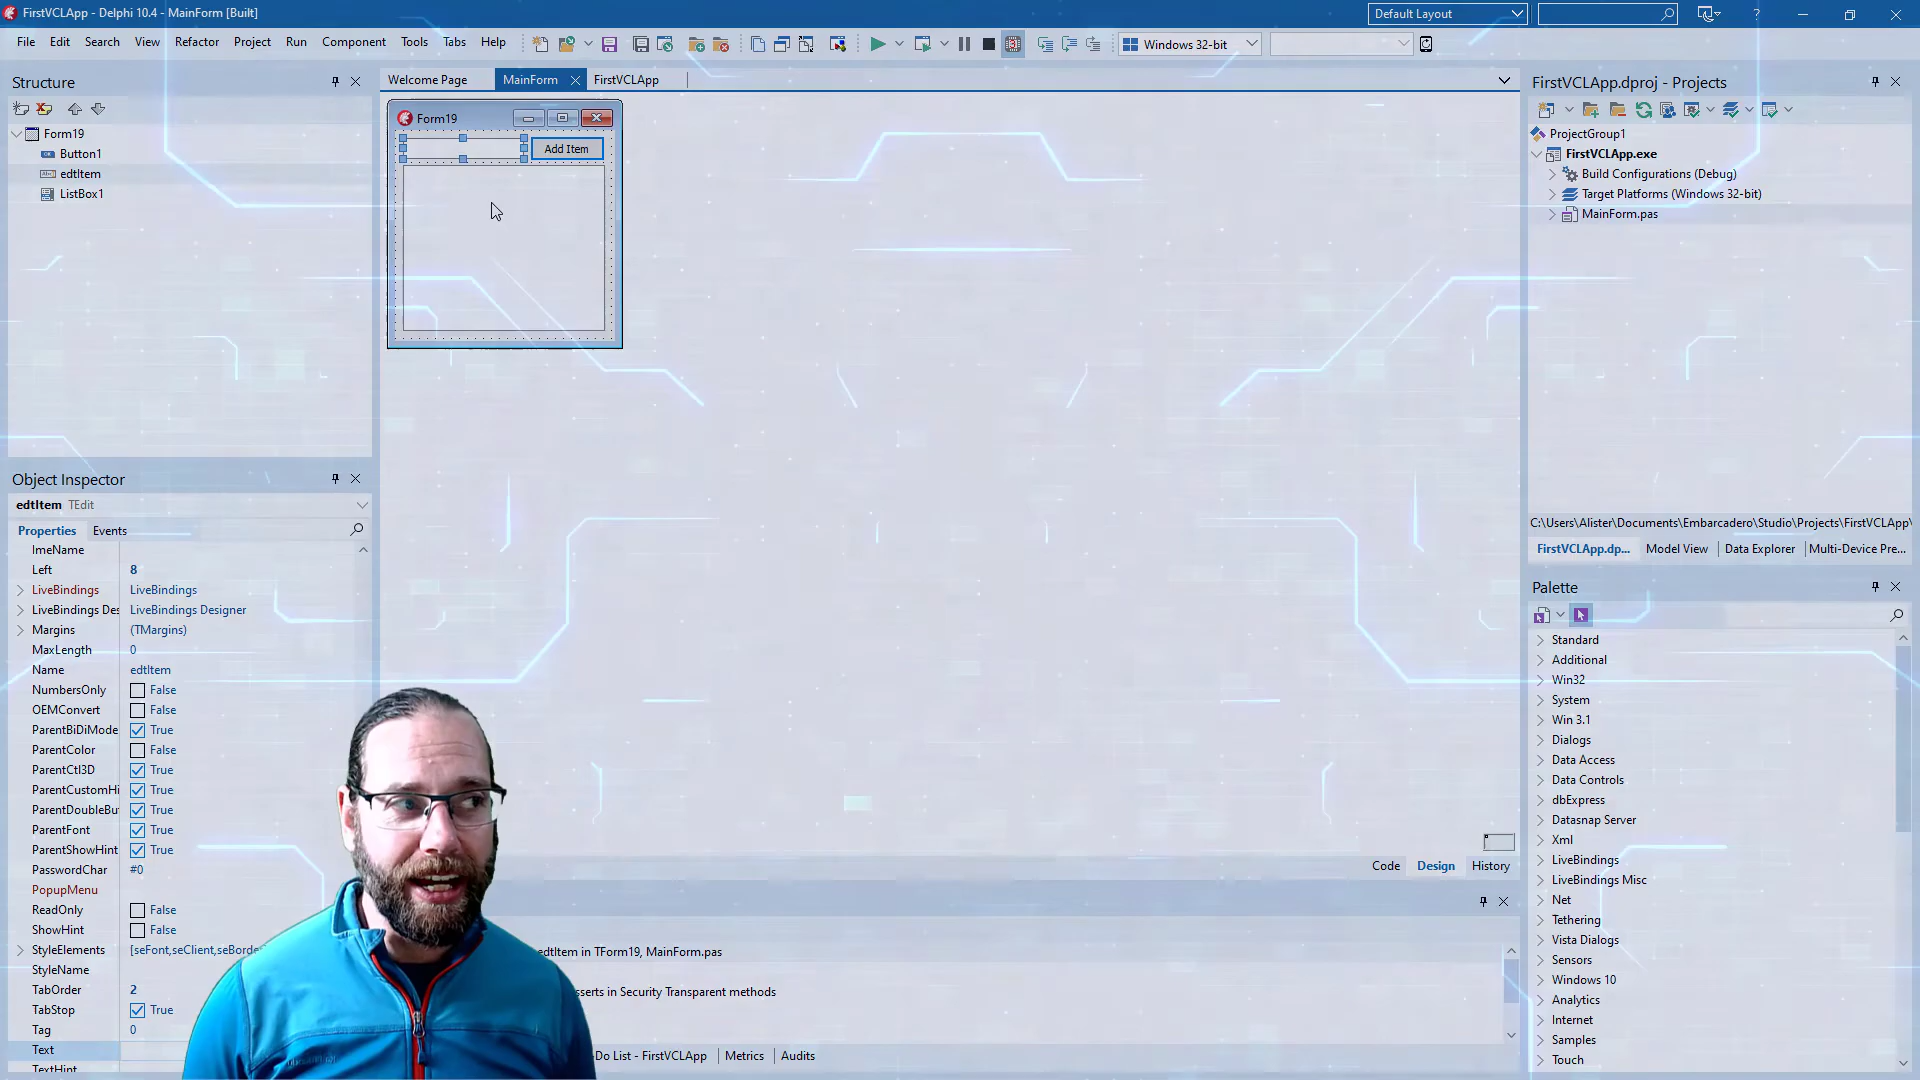 FirstVCLApp - Delphi 10.4 - MainForm [Built]
Default Layout
?
File Edit Search View Refactor Project Run Component Tools Tabs Help
Windows 32-bit
Structure
Form19
Button1
edtItem
ListBox1
Welcome Page MainForm FirstVCLApp
Form19
Add Item
Object Inspector
edtItem TEdit
Properties Events
ImeName
Left 8
LiveBindings LiveBindings
LiveBindings Des LiveBindings Designer
Margins (TMargins)
MaxLength 0
Name edtItem
NumbersOnly False
OEMConvert False
ParentBiDiMode True
ParentColor False
ParentCtl3D True
ParentCustomHi True
ParentDoubleBu True
ParentFont True
ParentShowHint True
PasswordChar #0
PopupMenu
ReadOnly False
ShowHint False
StyleElements [seFont,seClient,seBorde
StyleName
TabOrder 2
TabStop True
Tag 0
Text
TextHint
Code Design History
edtItem in TForm19, MainForm.pas
sserts in Security Transparent methods
Do List - FirstVCLApp Metrics Audits
FirstVCLApp.dproj - Projects
ProjectGroup1
FirstVCLApp.exe
Build Configurations (Debug)
Target Platforms (Windows 32-bit)
MainForm.pas
C:\Users\Alister\Documents\Embarcadero\Studio\Projects\FirstVCLApp\
FirstVCLApp.dp... Model View Data Explorer Multi-Device Pre...
Palette
Standard
Additional
Win32
System
Win 3.1
Dialogs
Data Access
Data Controls
dbExpress
Datasnap Server
Xml
LiveBindings
LiveBindings Misc
Net
Tethering
Vista Dialogs
Sensors
Windows 10
Analytics
Internet
Samples
Touch